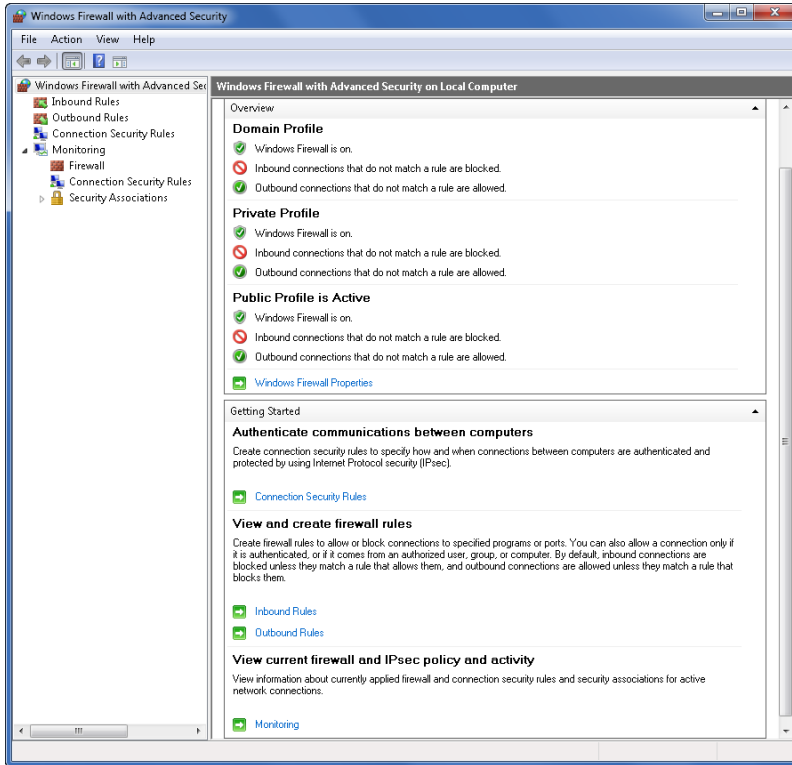 Windows Firewall with Advanced Security
File Action View Help
Windows Firewall with Advanced Sec
Inbound Rules
Outbound Rules
Connection Security Rules
Monitoring
Firewall
Connection Security Rules
Security Associations
Windows Firewall with Advanced Security on Local Computer
Overview
Domain Profile
Windows Firewall is on.
Inbound connections that do not match a rule are blocked.
Outbound connections that do not match a rule are allowed.
Private Profile
Windows Firewall is on.
Inbound connections that do not match a rule are blocked.
Outbound connections that do not match a rule are allowed.
Public Profile is Active
Windows Firewall is on.
Inbound connections that do not match a rule are blocked.
Outbound connections that do not match a rule are allowed.
Windows Firewall Properties
Getting Started
Authenticate communications between computers
Create connection security rules to specify how and when connections between computers are authenticated and
protected by using Internet Protocol security (IPsec).
Connection Security Rules
View and create firewall rules
Create firewall rules to allow or block connections to specified programs or ports. You can also allow a connection only if
it is authenticated, or if it comes from an authorized user, group, or computer. By default, inbound connections are
blocked unless they match a rule that allows them, and outbound connections are allowed unless they match a rule that
blocks them.
Inbound Rules
Outbound Rules
View current firewall and IPsec policy and activity
View information about currently applied firewall and connection security rules and security associations for active
network connections.
Monitoring